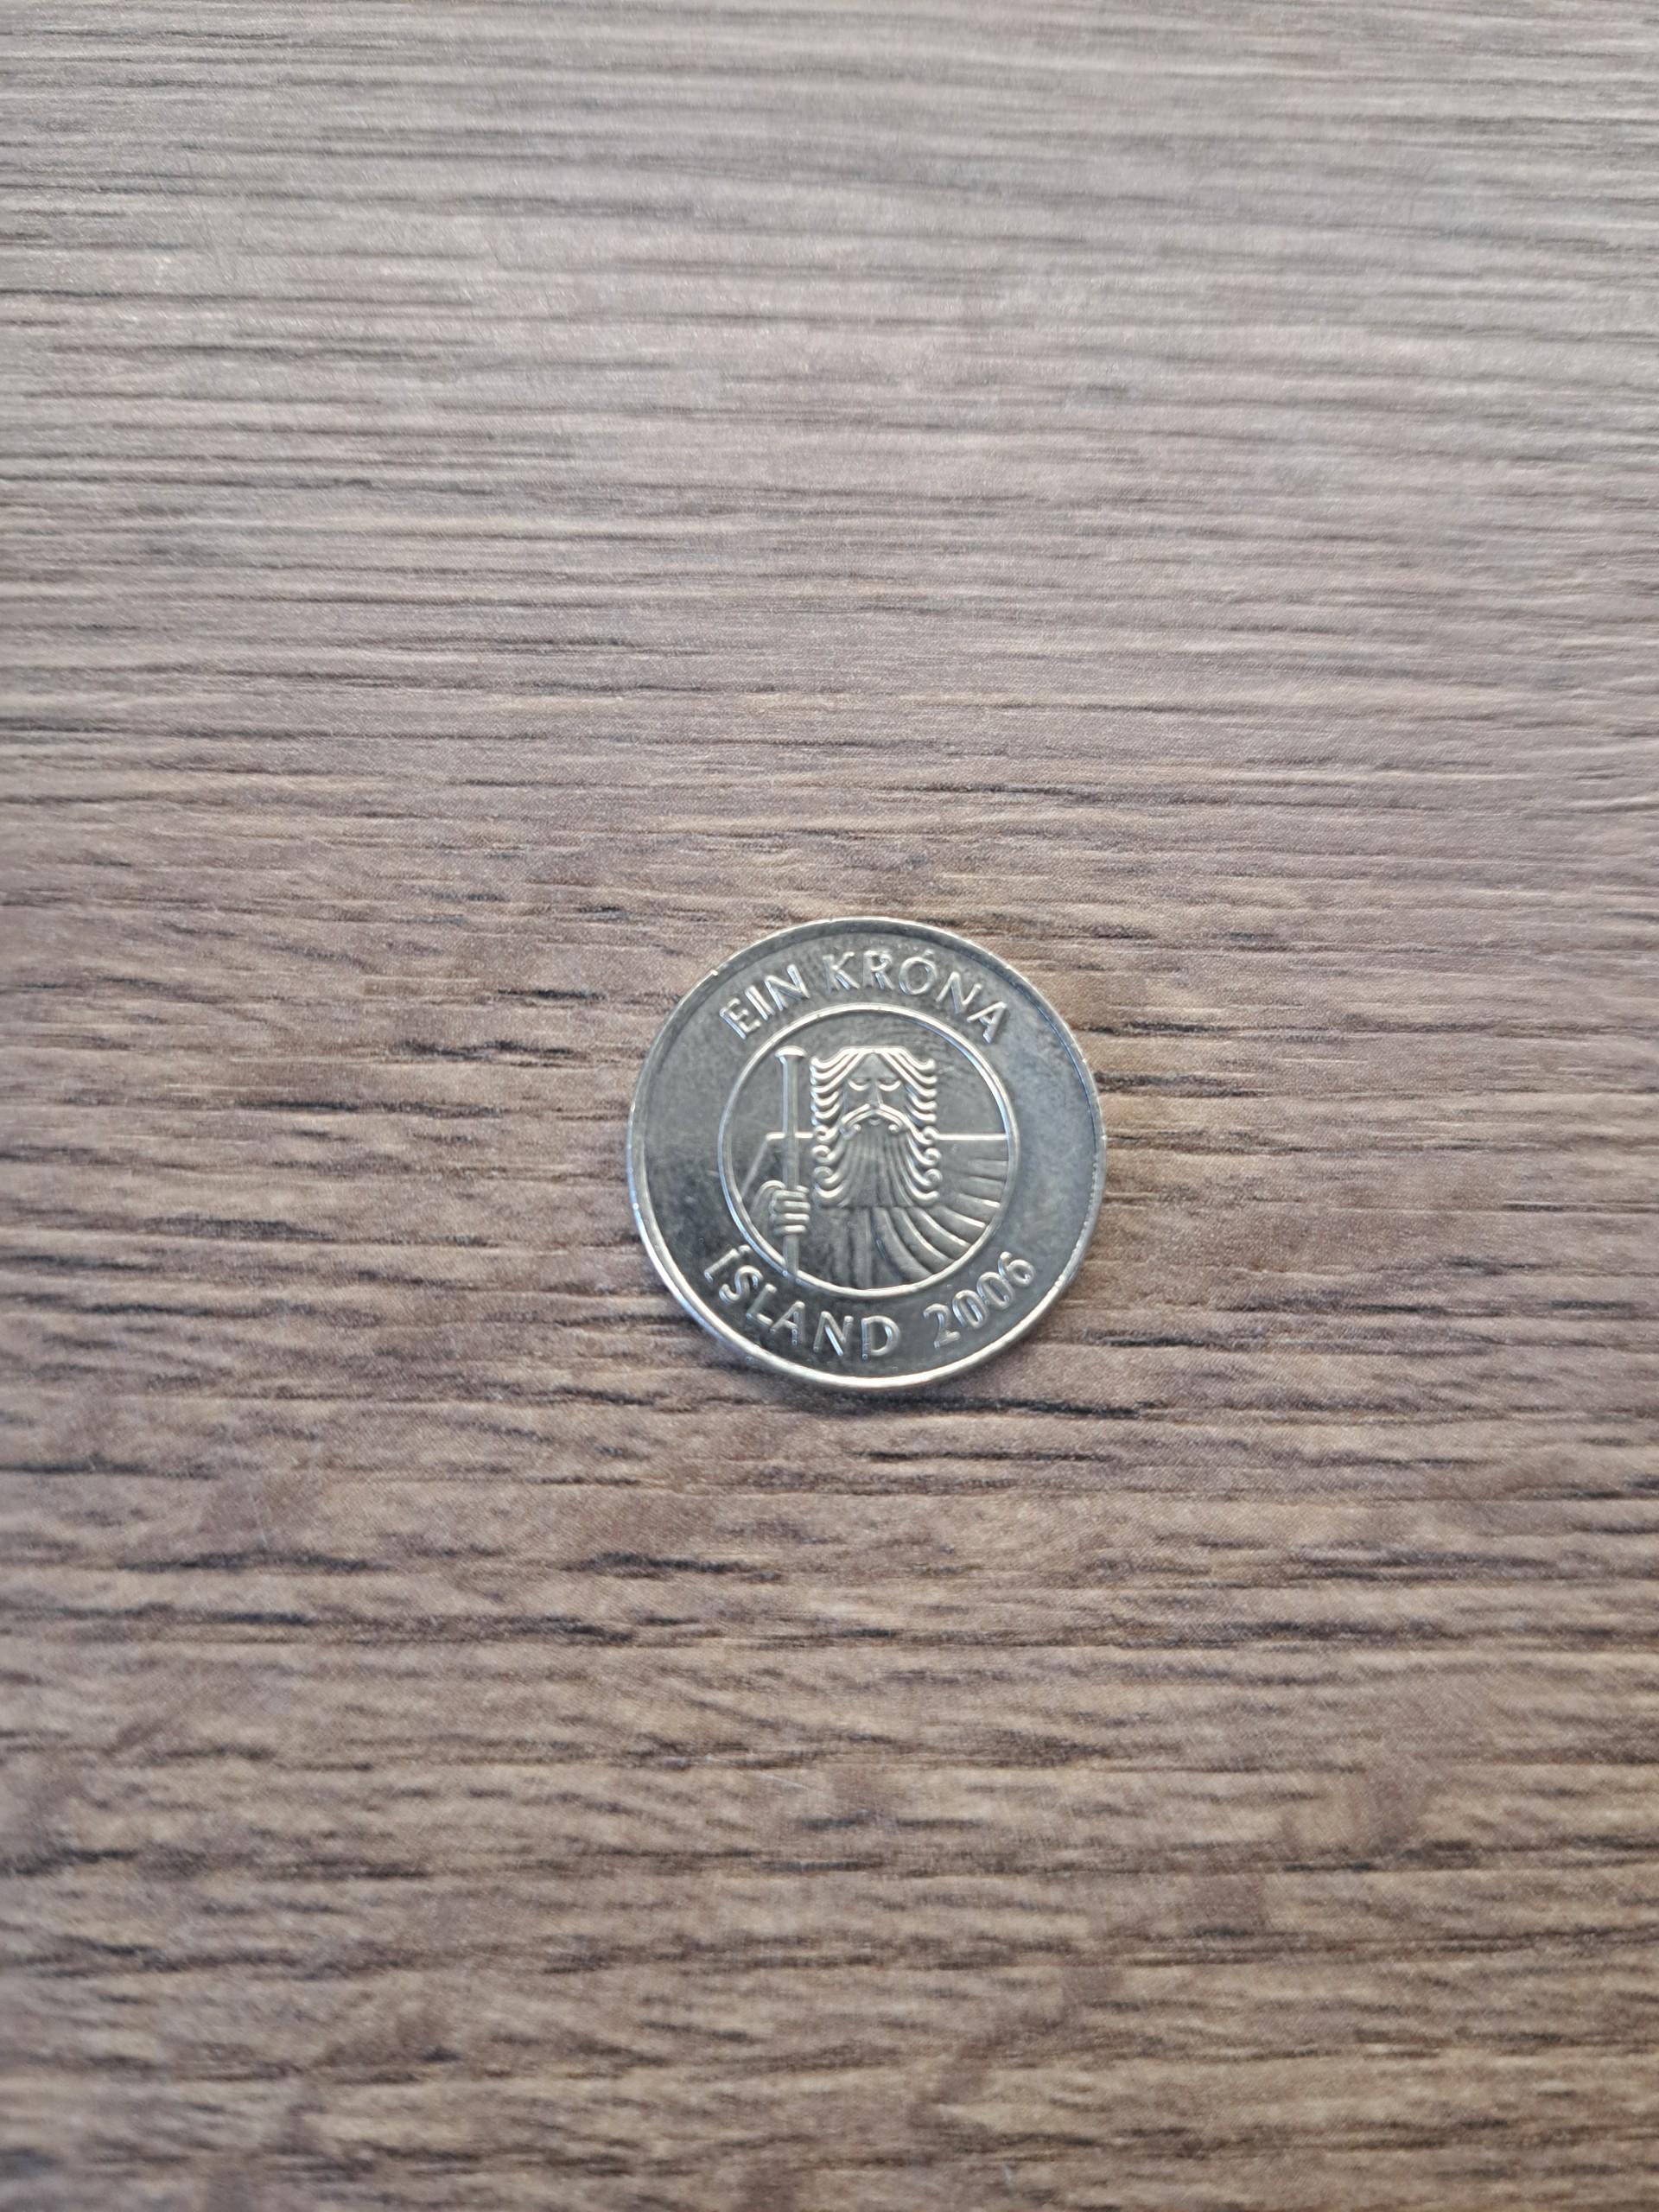 EIN KRÓNA
ÍSLAND 2006